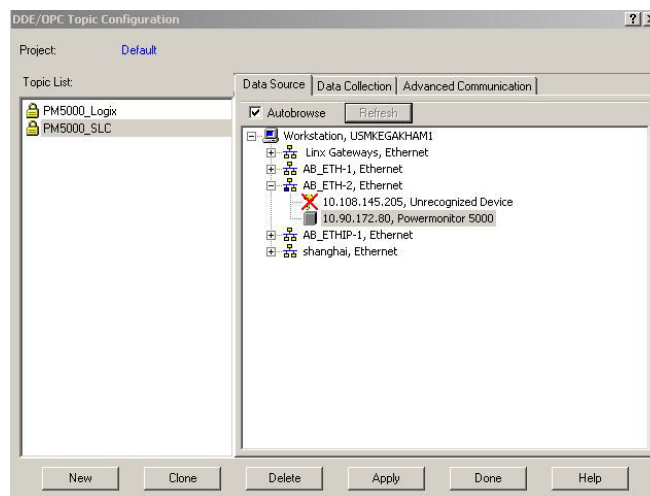 DDE/OPC Topic Configuration
Project: Default
Topic List:
PM5000_Logix
PM5000_SLC
Data Source Data Collection Advanced Communication
Autobrowse Refresh
Workstation, USMKEGAKHAM1
Linx Gateways, Ethernet
AB_ETH-1, Ethernet
AB_ETH-2, Ethernet
10.108.145.205, Unrecognized Device
10.90.172.80, Powermonitor 5000
AB_ETHIP-1, Ethernet
shanghai, Ethernet
New Clone Delete Apply Done Help